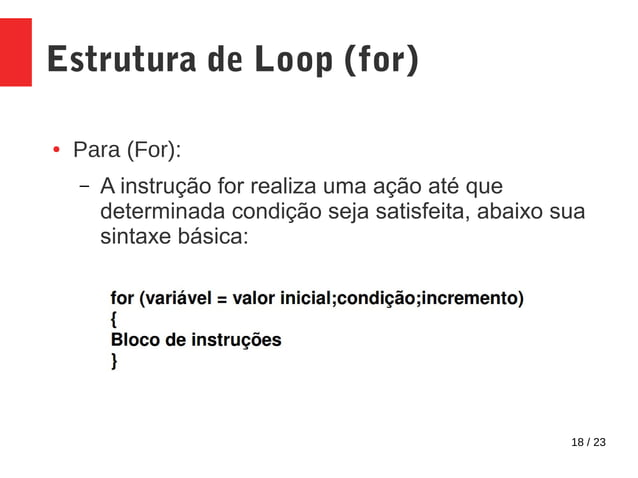 Estrutura de Loop (for)
• Para (For):
– A instrução for realiza uma ação até que
determinada condição seja satisfeita, abaixo sua
sintaxe básica:
for (variável = valor inicial;condição;incremento)
{
Bloco de instruções
}
18 / 23